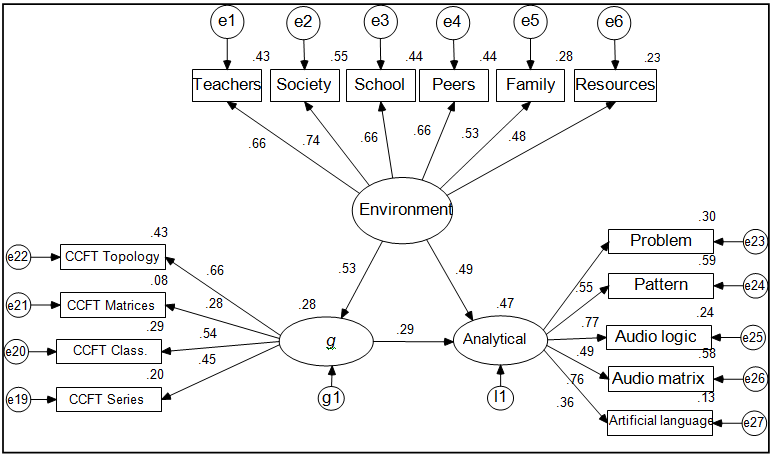 e1 e2 e3 e4 e5 e6
.43 .55 .44 .44 .28 .23
Teachers Society School Peers Family Resources
.66 .74 .66 .66 .53 .48
Environment
.53 .49
.43
e22 CCFT Topology
.66
.08
e21 CCFT Matrices
.28
.29
e20 CCFT Class.
.54
.20
e19 CCFT Series
.45
.28
g
g1
.29
.47
Analytical
l1
.30
Problem e23
.55
.59
Pattern e24
.77
.24
Audio logic e25
.49
.58
Audio matrix e26
.76
.13
Artificial language e27
.36